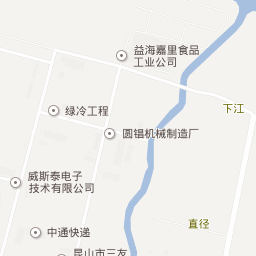 益海嘉里食品
工业公司
绿冷工程
下江
圆锠机械制造厂
威斯泰电子
技术有限公司
直径
中通快递
昆山市三友